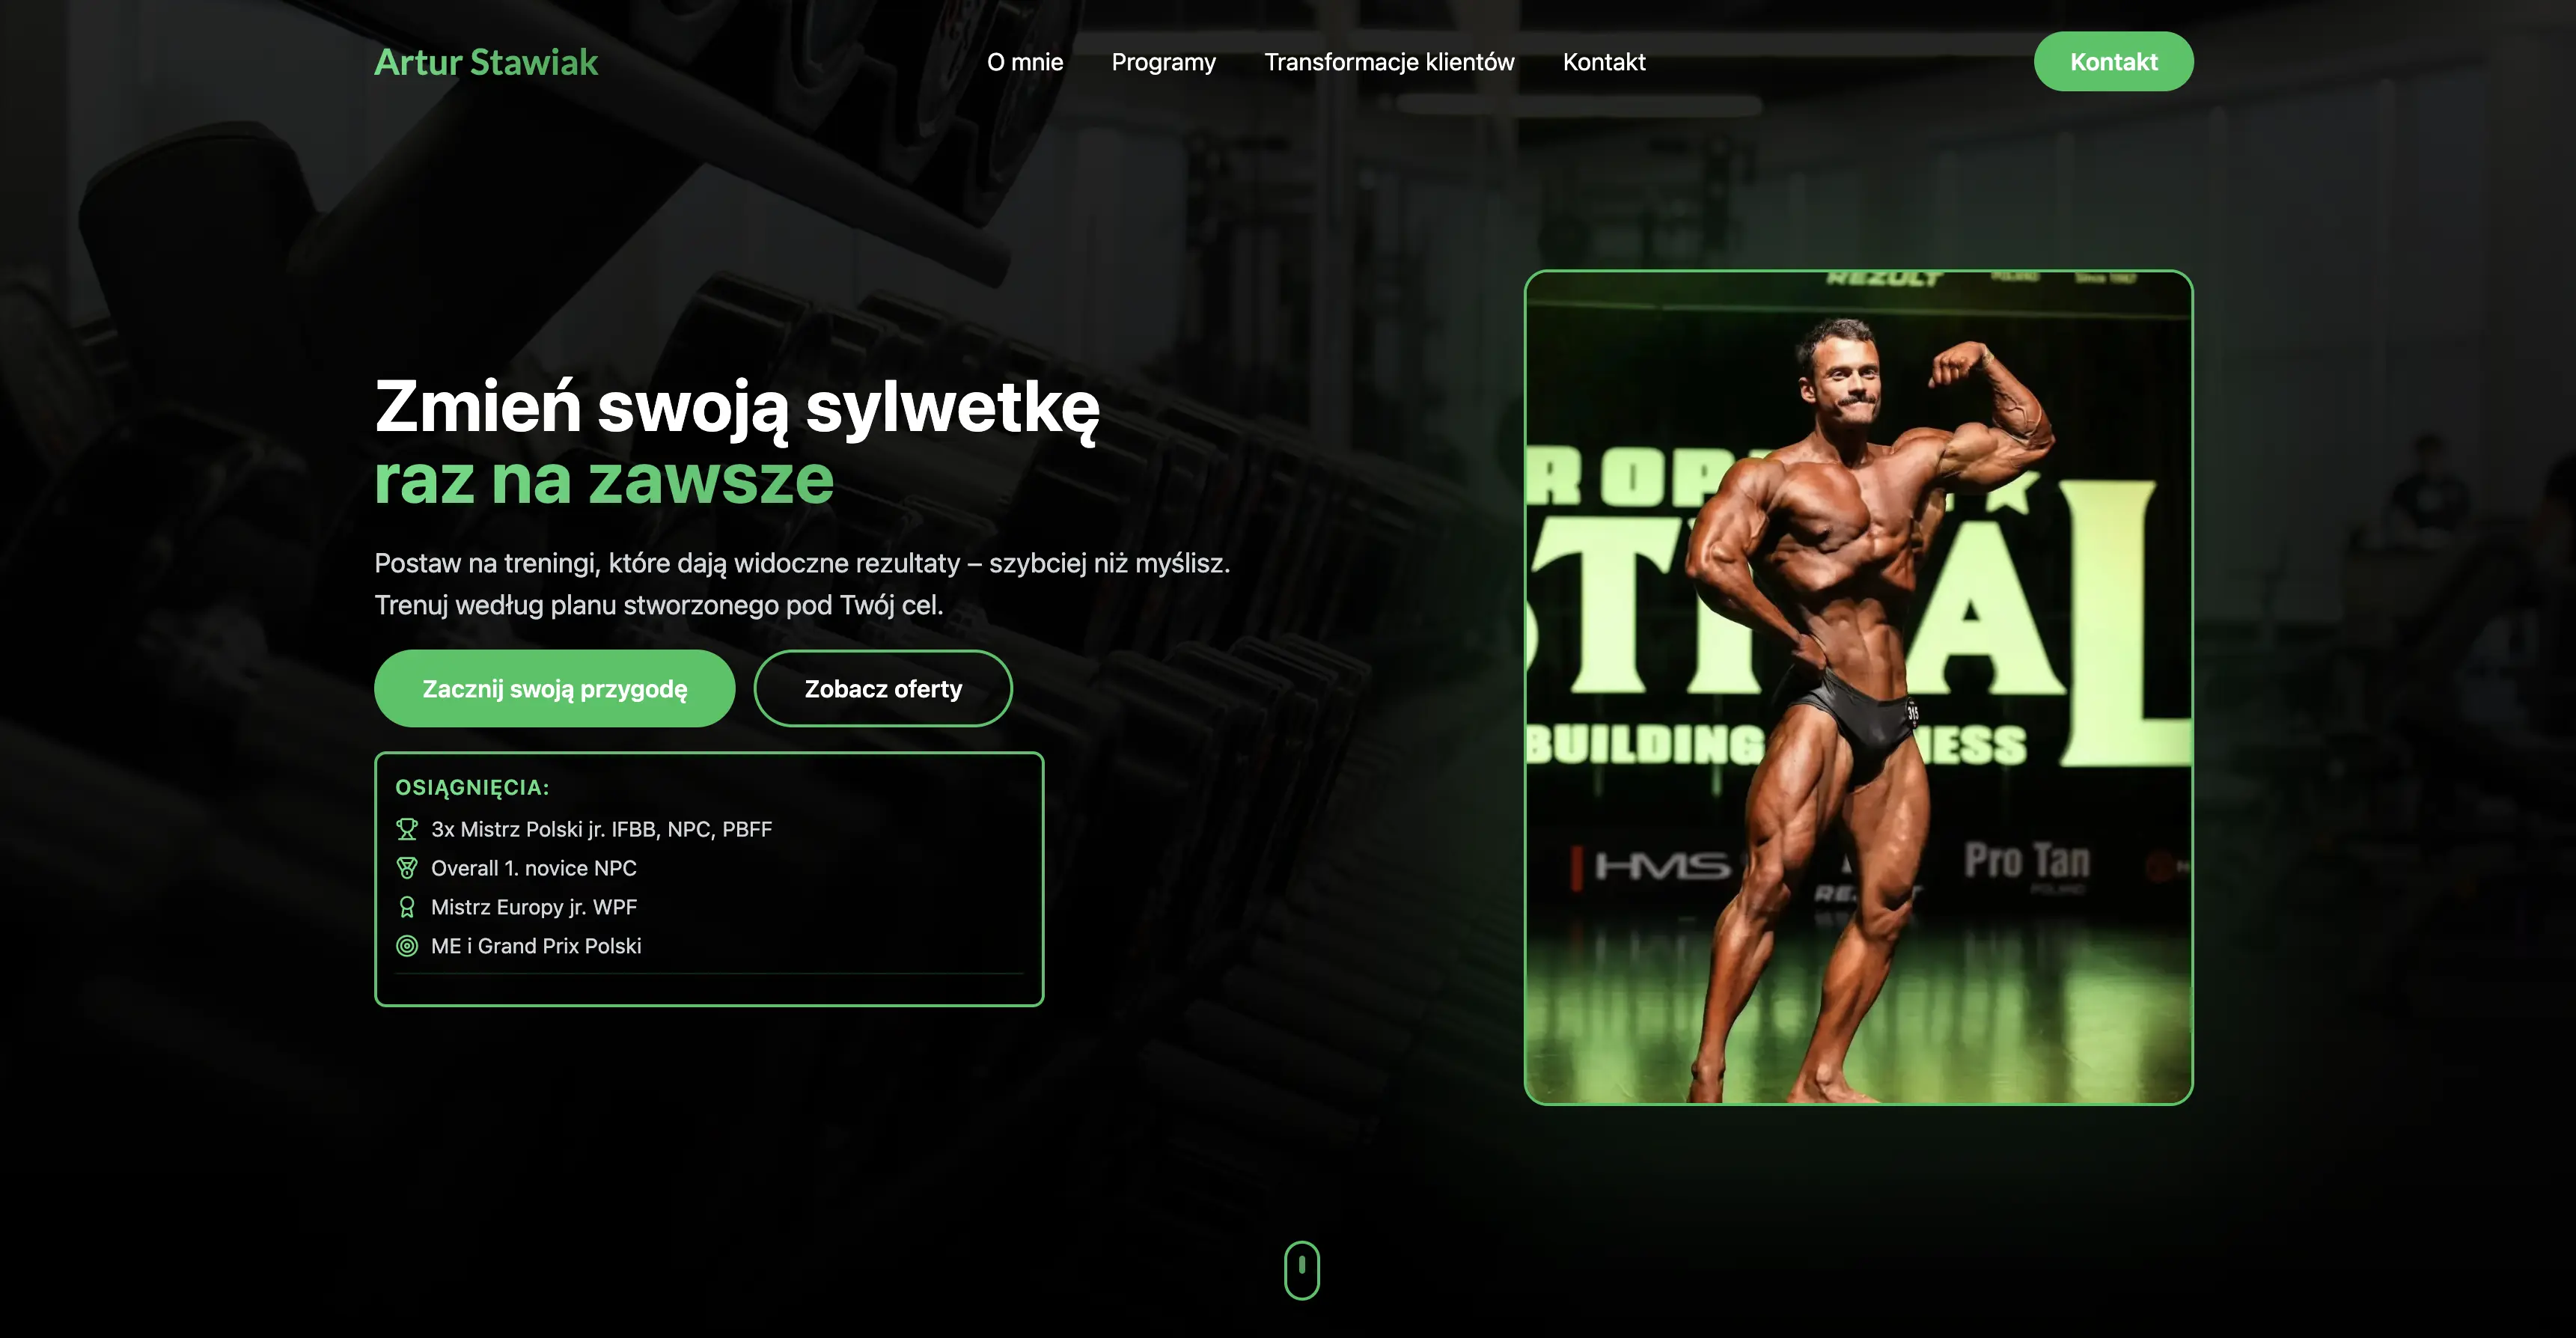 Artur Stawiak
O mnie
Programy
Transformacje klientów
Kontakt
Kontakt
Zmień swoją sylwetkę
raz na zawsze
Postaw na treningi, które dają widoczne rezultaty – szybciej niż myślisz.
Trenuj według planu stworzonego pod Twój cel.
Zacznij swoją przygodę
Zobacz oferty
OSIĄGNIĘCIA:
3x Mistrz Polski jr. IFBB, NPC, PBFF
Overall 1. novice NPC
Mistrz Europy jr. WPF
ME i Grand Prix Polski
REZULT
R OP
ST AL
BUILDING NESS
315
HMS
Pro Tan